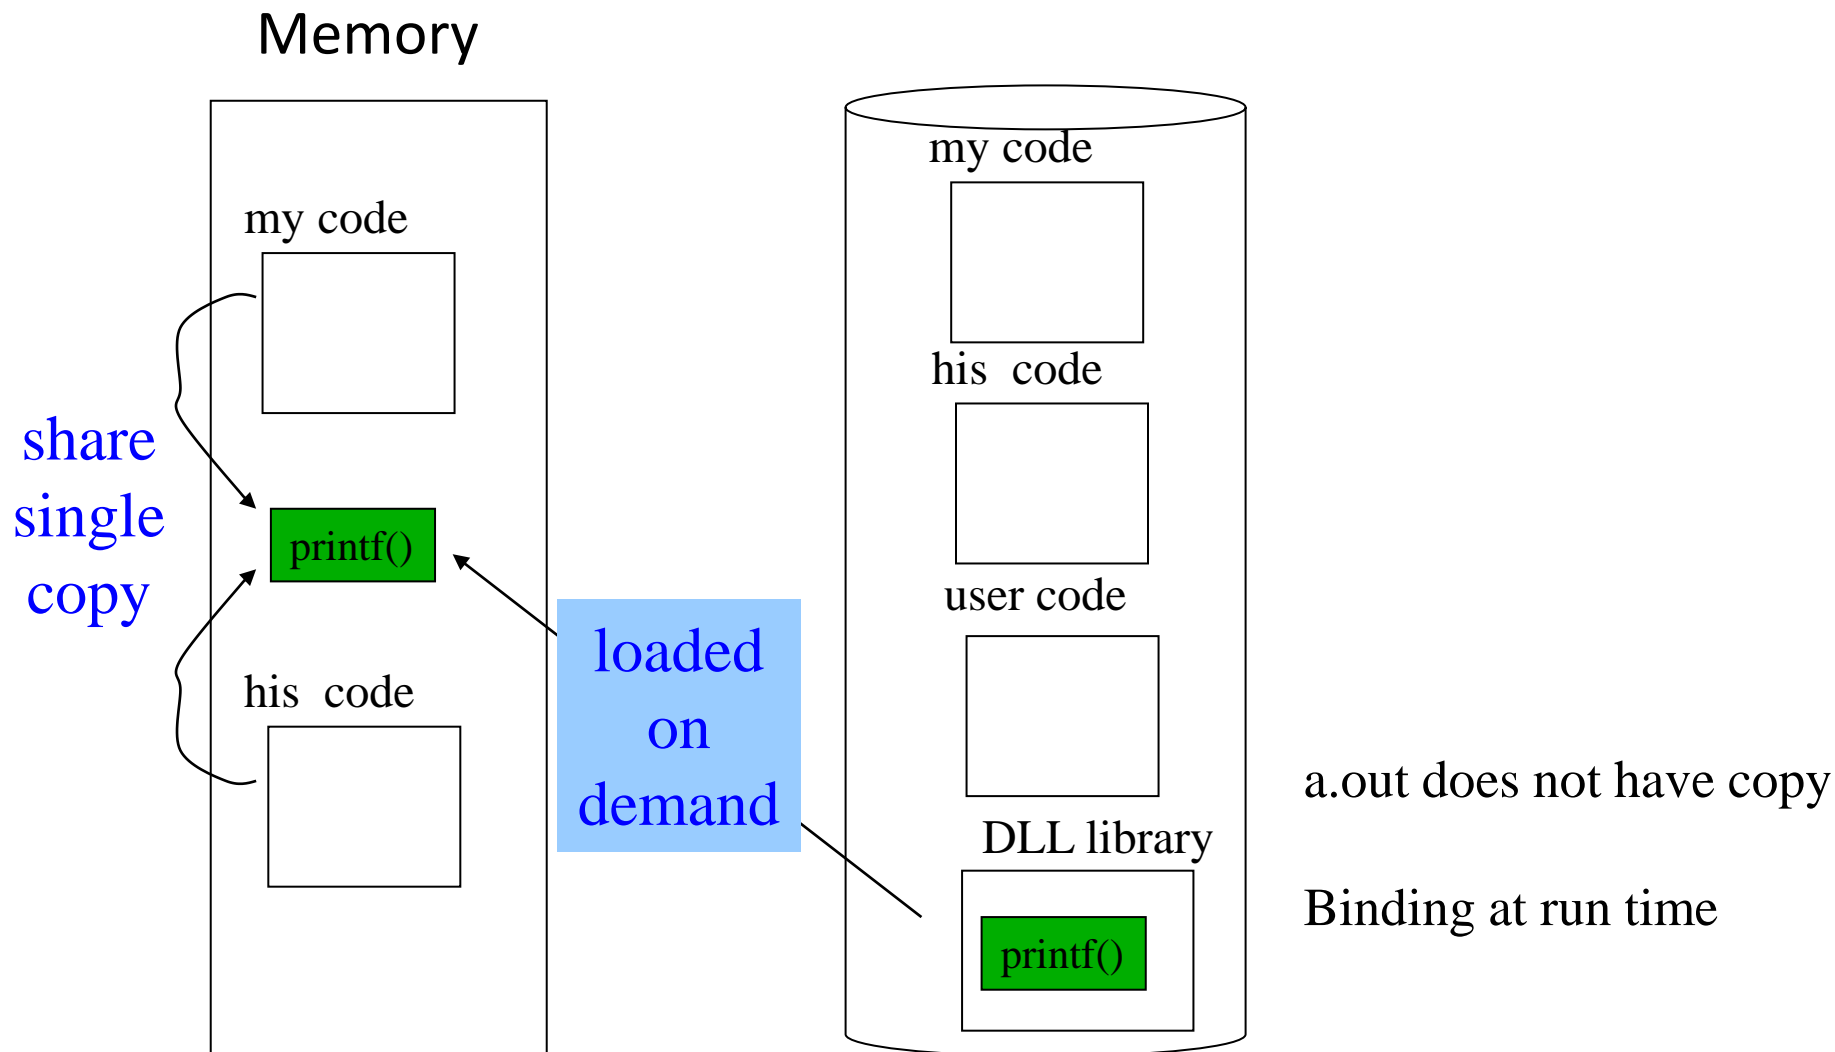 Memory
my code
share
single
copy
printf()
his  code
loaded
on
demand
my code
his  code
user code
DLL library
printf()
a.out does not have copy
Binding at run time